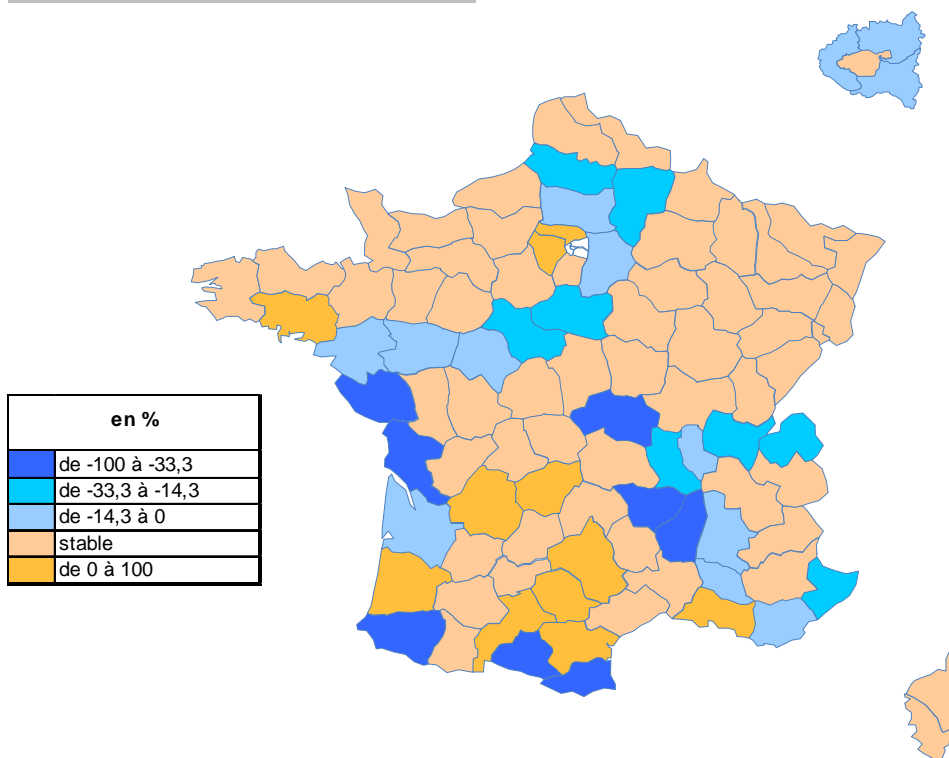 en %
de -100 à -33,3
de -33,3 à -14,3
de -14,3 à 0
stable
de 0 à 100